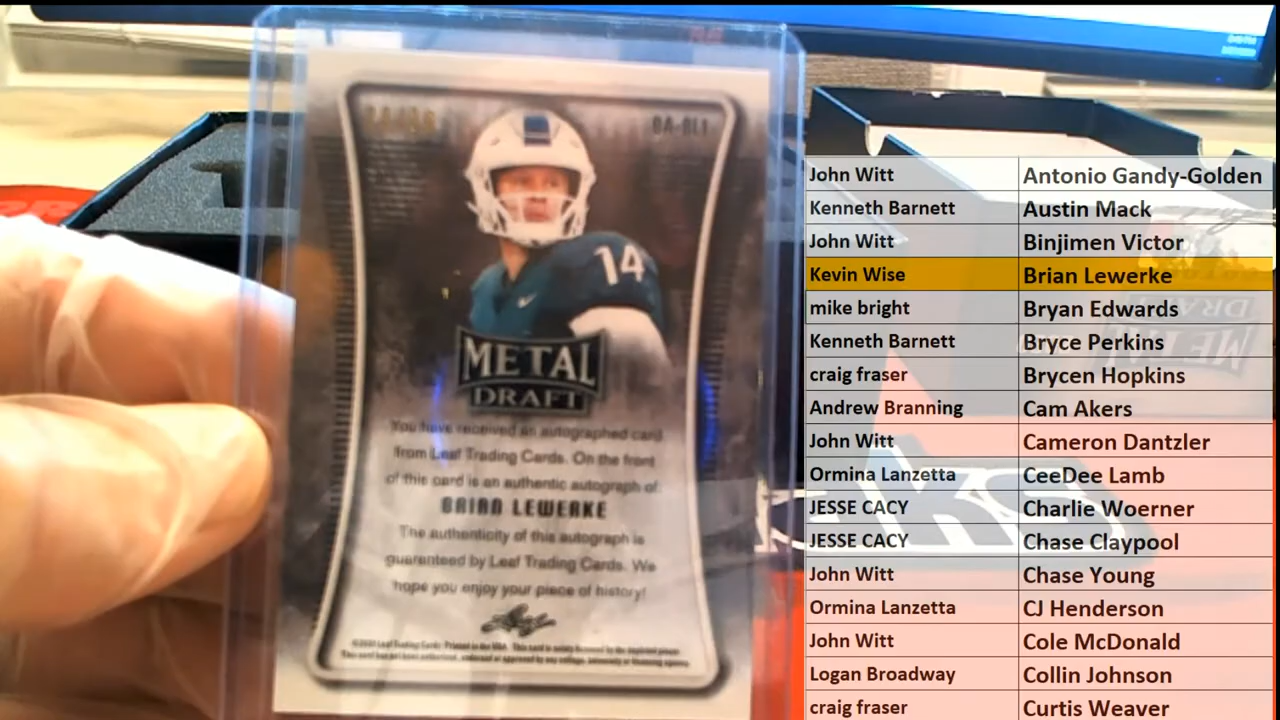 BA-BL1
14
METAL
DRAFT
You have received an autographed card
from Leaf Trading Cards. On the front
of this card is an authentic autograph of:
BRIAN LEWERKE
The authenticity of this autograph is
guaranteed by Leaf Trading Cards. We
hope you enjoy your piece of history!
Leaf
John Witt Antonio Gandy-Golden
Kenneth Barnett Austin Mack
John Witt Binjimen Victor
Kevin Wise Brian Lewerke
mike bright Bryan Edwards
Kenneth Barnett Bryce Perkins
craig fraser Brycen Hopkins
Andrew Branning Cam Akers
John Witt Cameron Dantzler
Ormina Lanzetta CeeDee Lamb
JESSE CACY Charlie Woerner
JESSE CACY Chase Claypool
John Witt Chase Young
Ormina Lanzetta CJ Henderson
John Witt Cole McDonald
Logan Broadway Collin Johnson
craig fraser Curtis Weaver
METAL
DRAFT